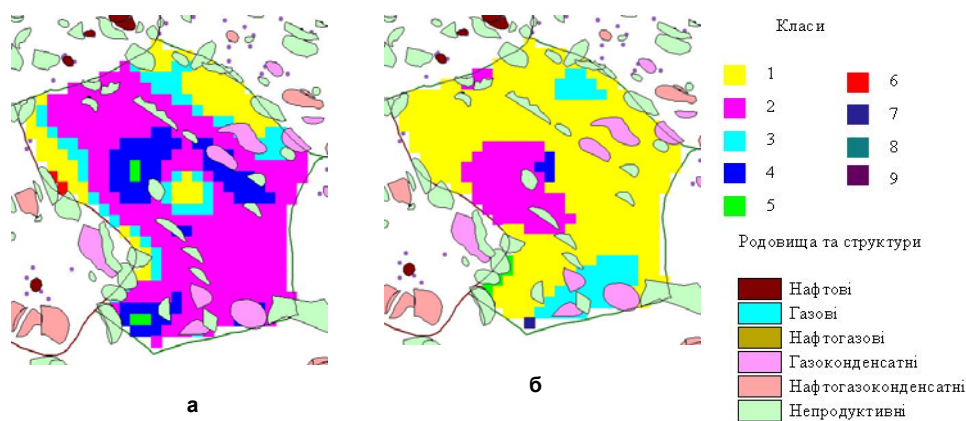 Класи
1
2
3
4
5
6
7
8
9
Родовища та структури
Нафтові
Газові
Нафтогазові
Газоконденсатні
Нафтогазоконденсатні
Непродуктивні
а
б